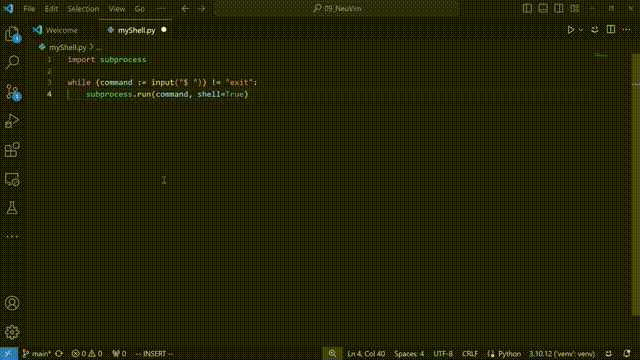 File Edit Selection View Go ··· 09_NeoVim
Welcome myShell.py
myShell.py > ...
1 import subprocess
2
3 while (command := input("$ ")) != "exit":
4 subprocess.run(command, shell=True)
main* 0 0 0 -- INSERT -- Ln 4, Col 40 Spaces: 4 UTF-8 CRLF Python 3.10.12 ('venv': venv)